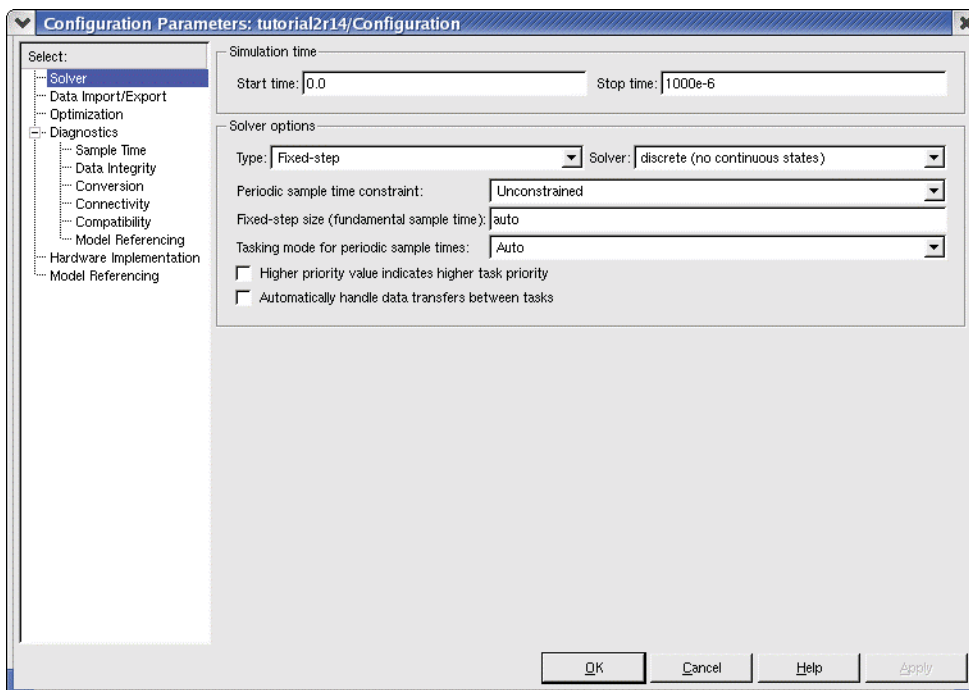 Configuration Parameters: tutorial2r14/Configuration
Select:
Solver
Data Import/Export
Optimization
Diagnostics
Sample Time
Data Integrity
Conversion
Connectivity
Compatibility
Model Referencing
Hardware Implementation
Model Referencing
Simulation time
Start time: 0.0 Stop time: 1000e-6
Solver options
Type: Fixed-step Solver: discrete (no continuous states)
Periodic sample time constraint: Unconstrained
Fixed-step size (fundamental sample time): auto
Tasking mode for periodic sample times: Auto
Higher priority value indicates higher task priority
Automatically handle data transfers between tasks
OK Cancel Help Apply